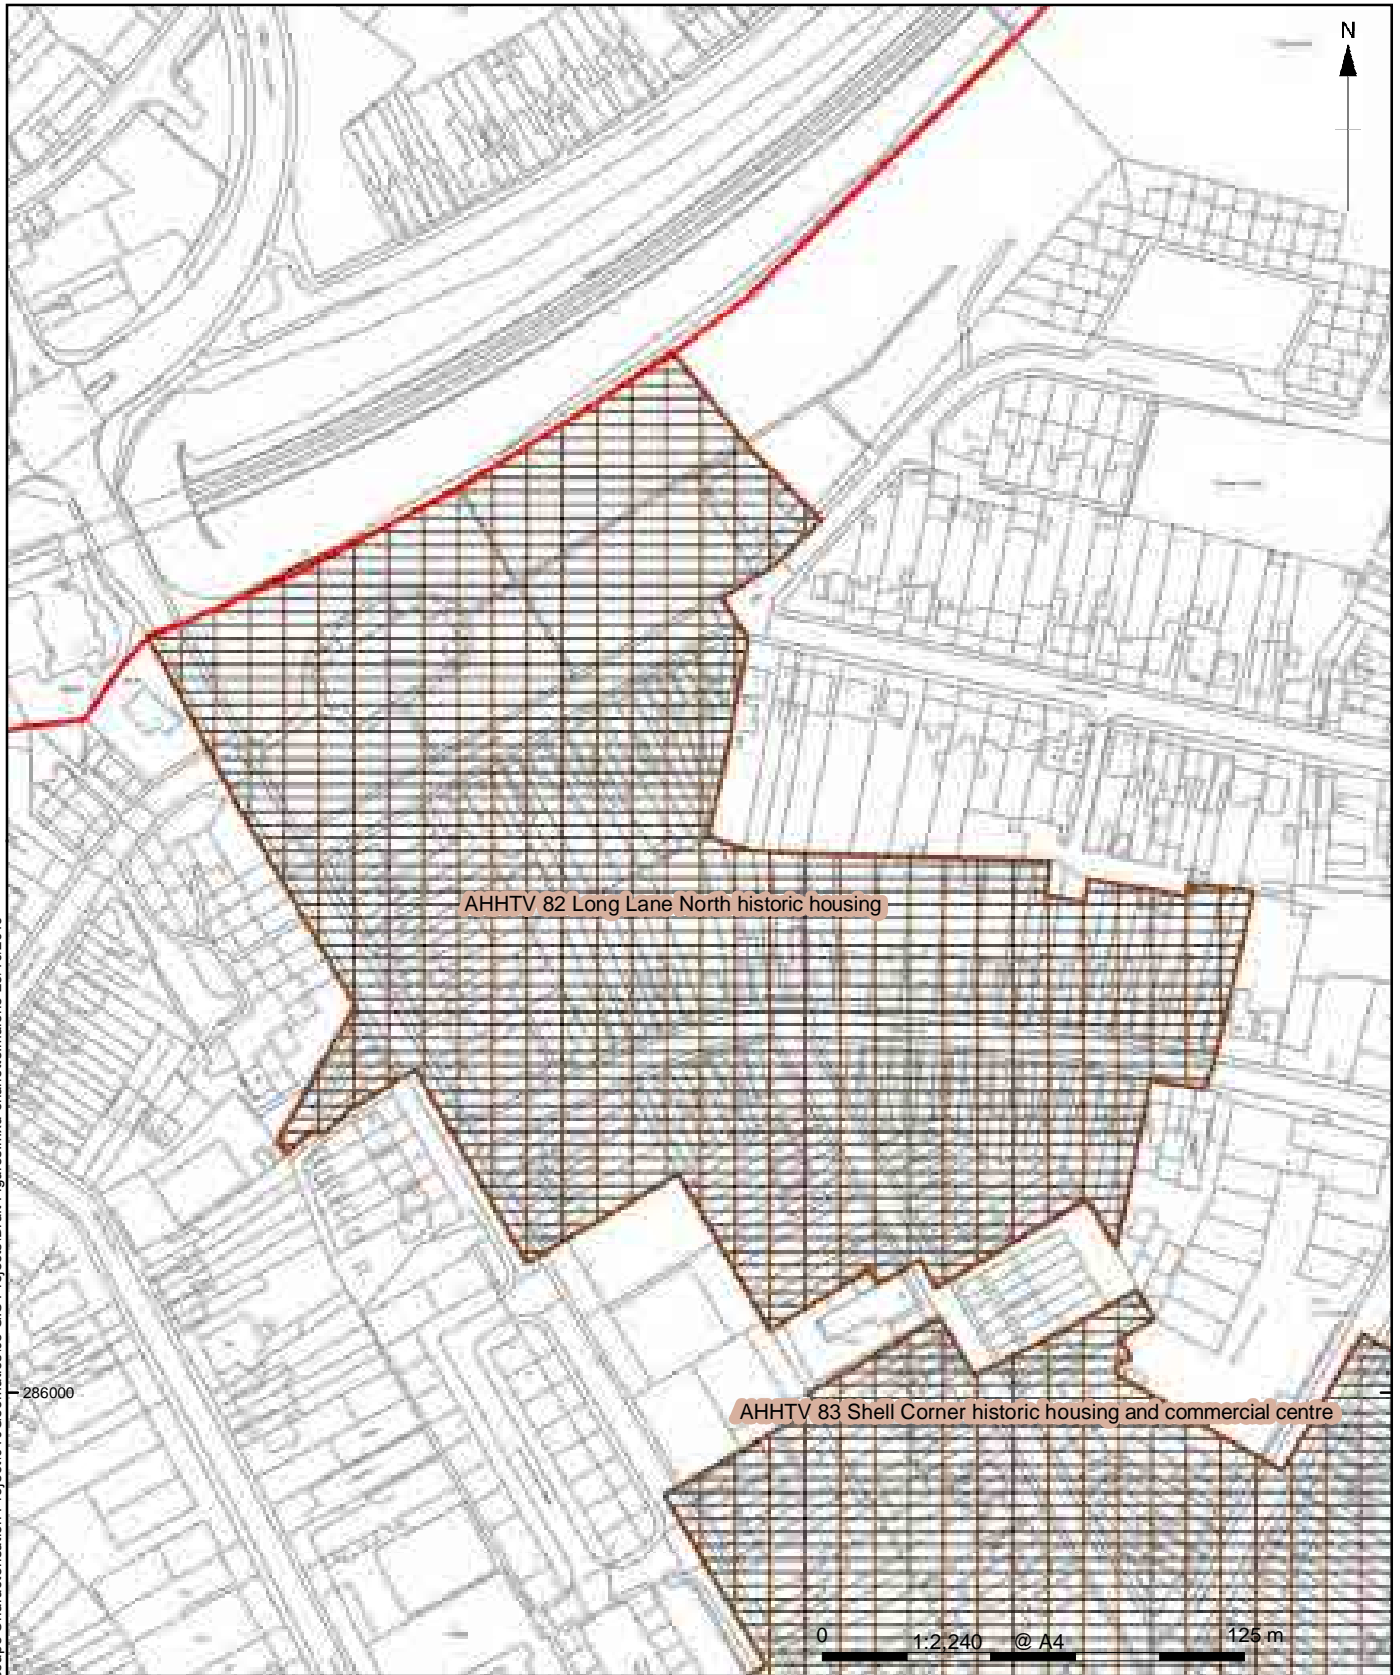 N
AHHTV 82 Long Lane North historic housing
286000
AHHTV 83 Shell Corner historic housing and commercial centre
0 1:2,240 @ A4 125 m